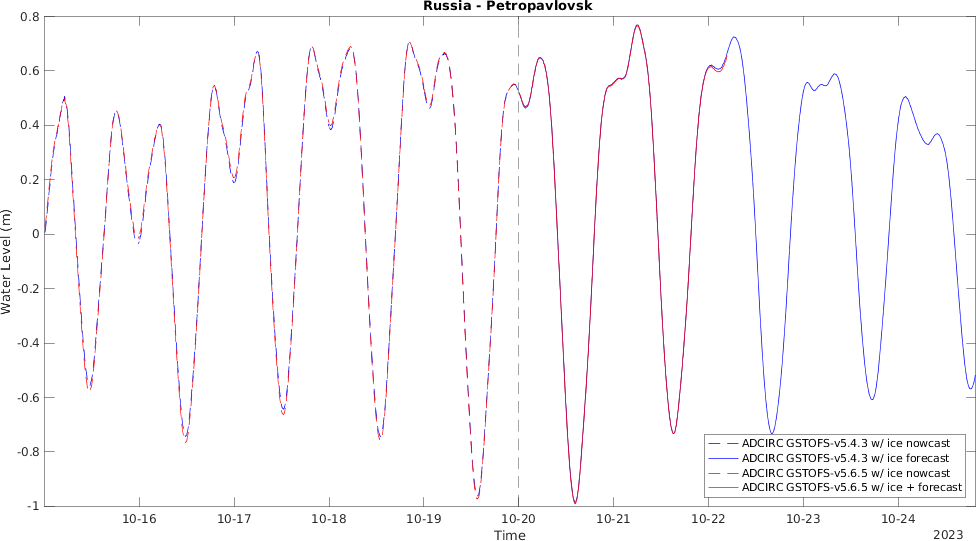 Russia - Petropavlovsk
0.8
0.6
0.4
0.2
0
-0.2
-0.4
-0.6
-0.8
-1
Water Level (m)
10-16
10-17
10-18
10-19
10-20
10-21
10-22
10-23
10-24
Time
2023
ADCIRC GSTOFS-v5.4.3 w/ ice nowcast
ADCIRC GSTOFS-v5.4.3 w/ ice forecast
ADCIRC GSTOFS-v5.6.5 w/ ice nowcast
ADCIRC GSTOFS-v5.6.5 w/ ice + forecast